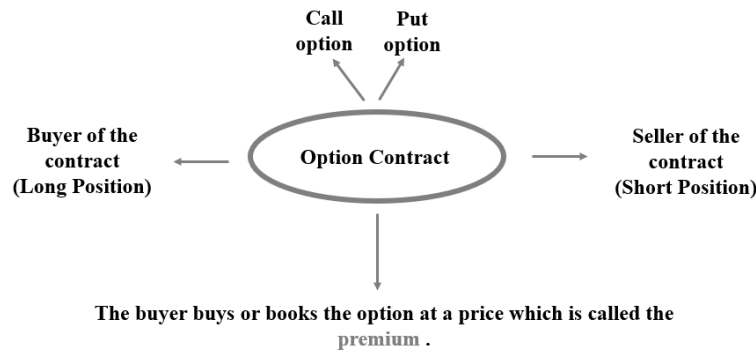 Call
option
Put
option
Buyer of the
contract
(Long Position)
Option Contract
Seller of the
contract
(Short Position)
The buyer buys or books the option at a price which is called the
premium .